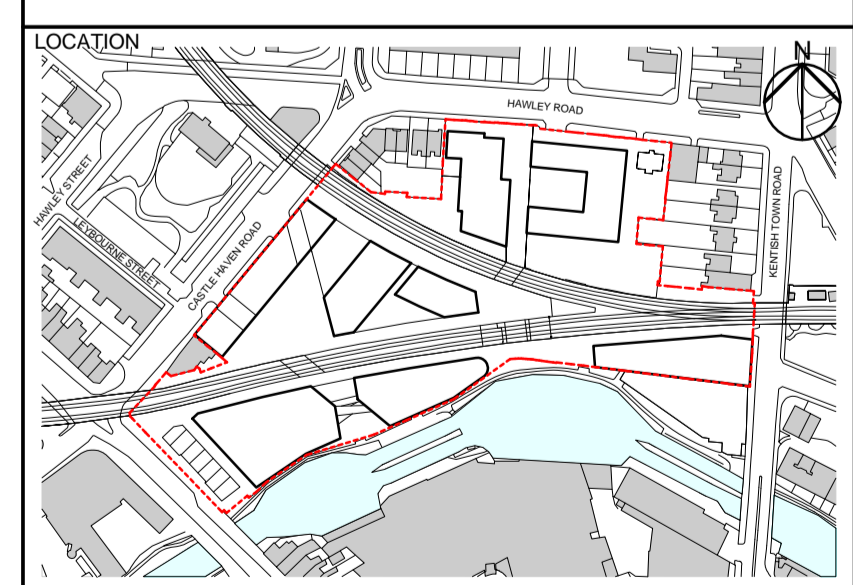 LOCATION
N
HAWLEY ROAD
HAWLEY STREET
LEYBOURNE STREET
CASTLE HAVEN ROAD
KENTISH TOWN ROAD